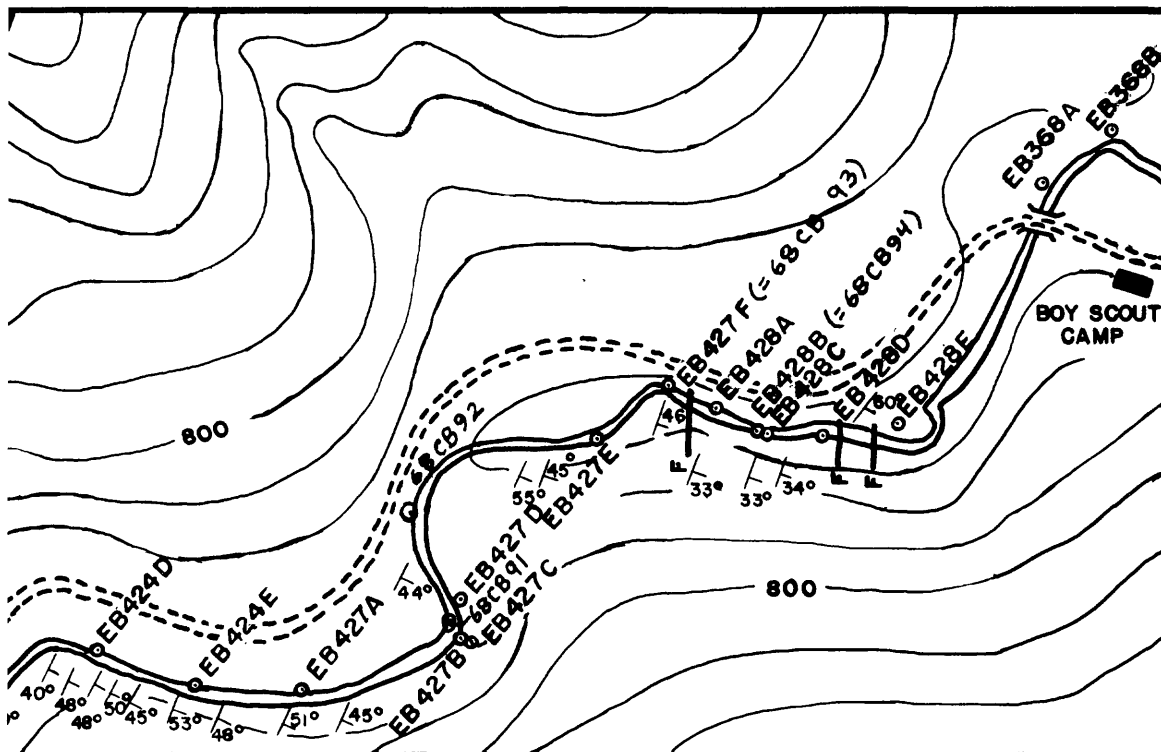 EB368B
EB368A
EB427F (=68CB 93)
EB428A
EB428B (=68CB94)
EB428C
EB428D
EB428E
BOY SCOUT
CAMP
800
68CB92
46
F
33°
33°
34°
F
F
55°
45°
EB427E
EB427D
68CB91
EB427C
EB427B
44°
800
EB424D
EB424E
EB427A
40°
48°
48°
50°
45°
53°
48°
51°
45°